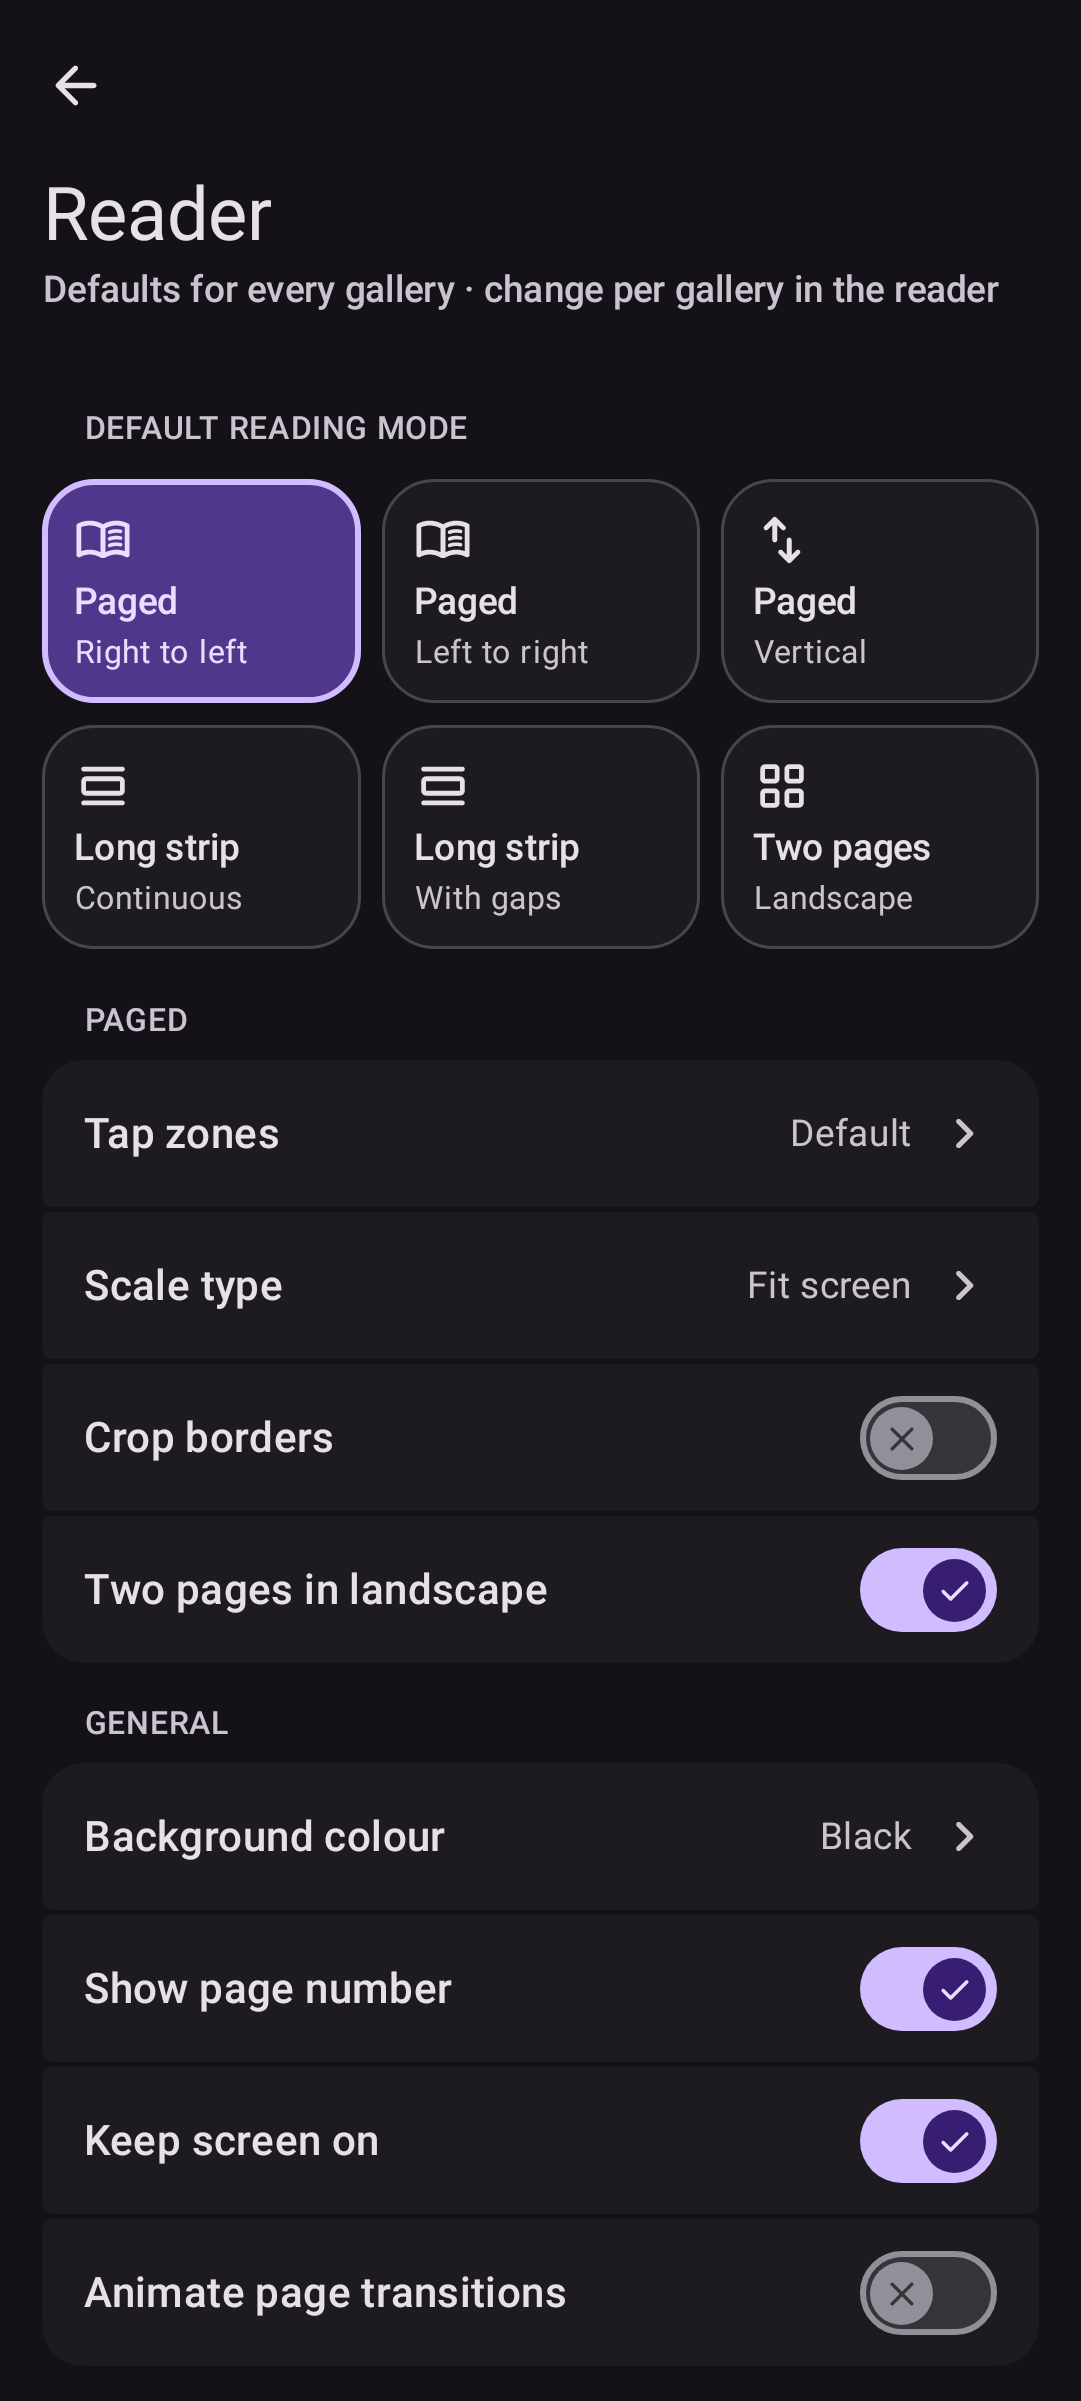 Reader
Defaults for every gallery · change per gallery in the reader
DEFAULT READING MODE
Paged
Right to left
Paged
Left to right
Paged
Vertical
Long strip
Continuous
Long strip
With gaps
Two pages
Landscape
PAGED
Tap zones
Default
Scale type
Fit screen
Crop borders
Two pages in landscape
GENERAL
Background colour
Black
Show page number
Keep screen on
Animate page transitions